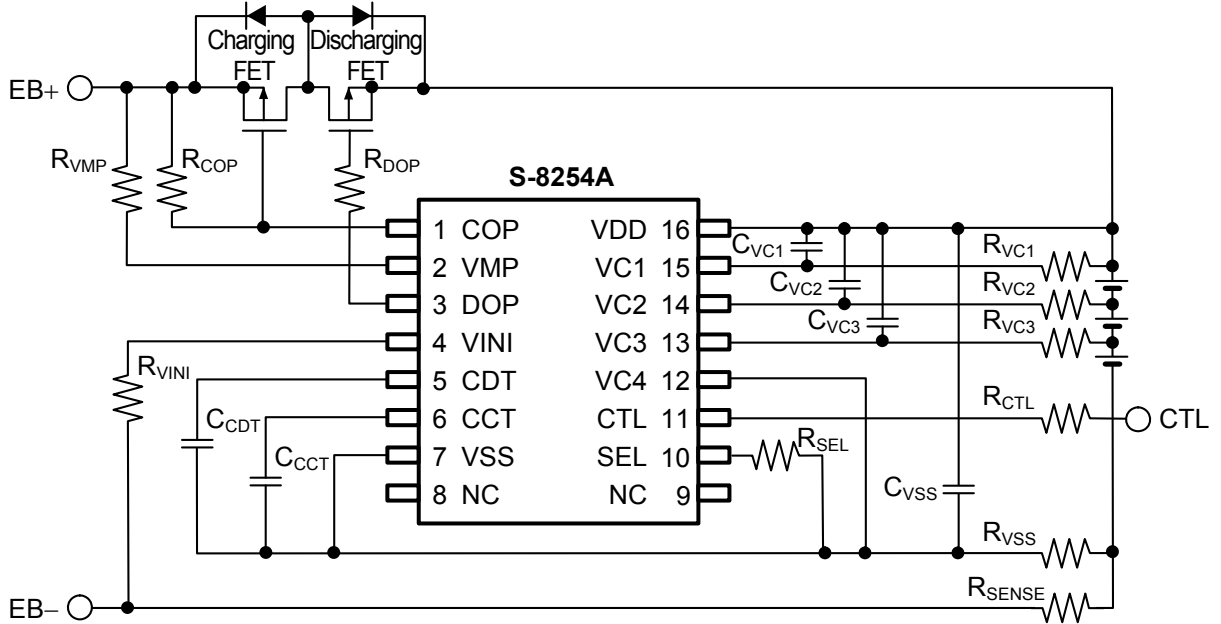 Charging Discharging
FET FET
EB+
RVMP
RCOP
RDOP
S-8254A
1 COP VDD 16
2 VMP VC1 15
3 DOP VC2 14
4 VINI VC3 13
5 CDT VC4 12
6 CCT CTL 11
7 VSS SEL 10
8 NC NC 9
CVC1
CVC2
CVC3
RVC1
RVC2
RVC3
RVINI
CCDT
CCCT
RCTL
CTL
RSEL
CVSS
RVSS
RSENSE
EB−